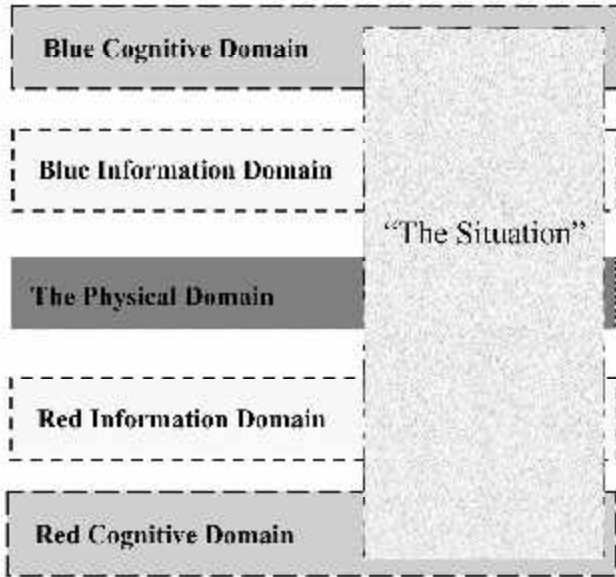 Blue Cognitive Domain
Blue Information Domain
“The Situation”
The Physical Domain
Red Information Domain
Red Cognitive Domain